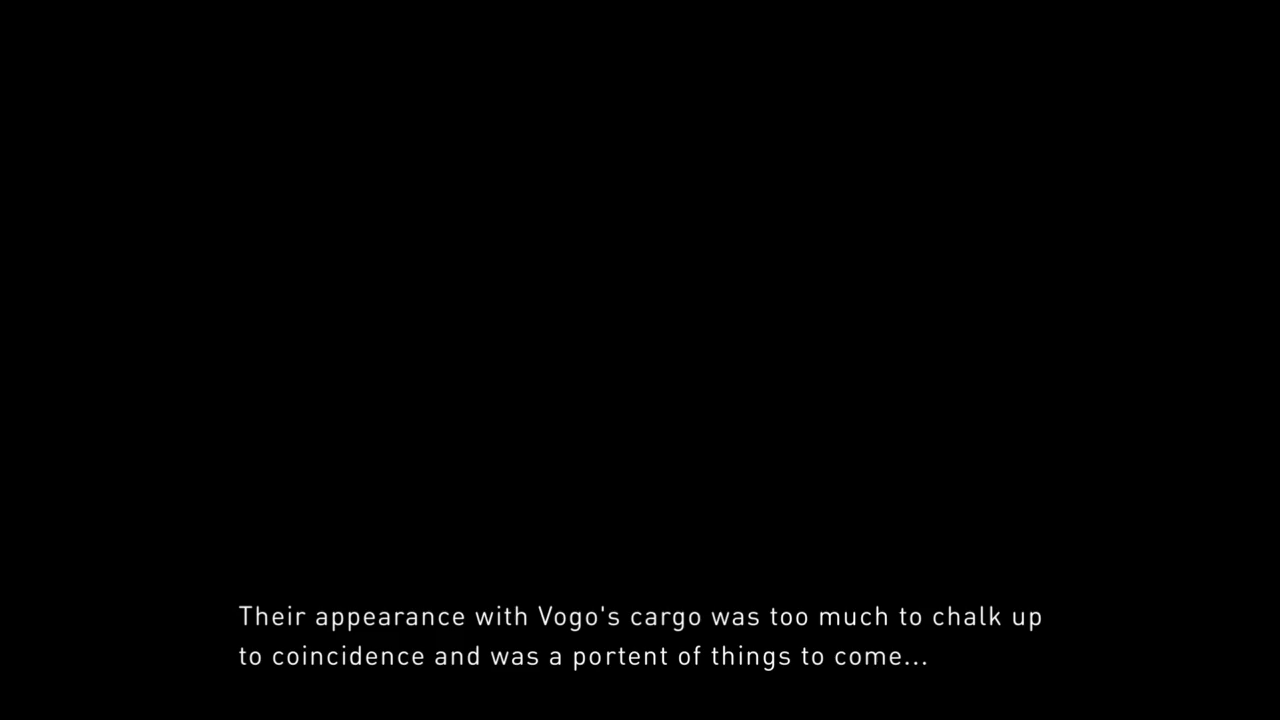 Their appearance with Vogo's cargo was too much to chalk up
to coincidence and was a portent of things to come...